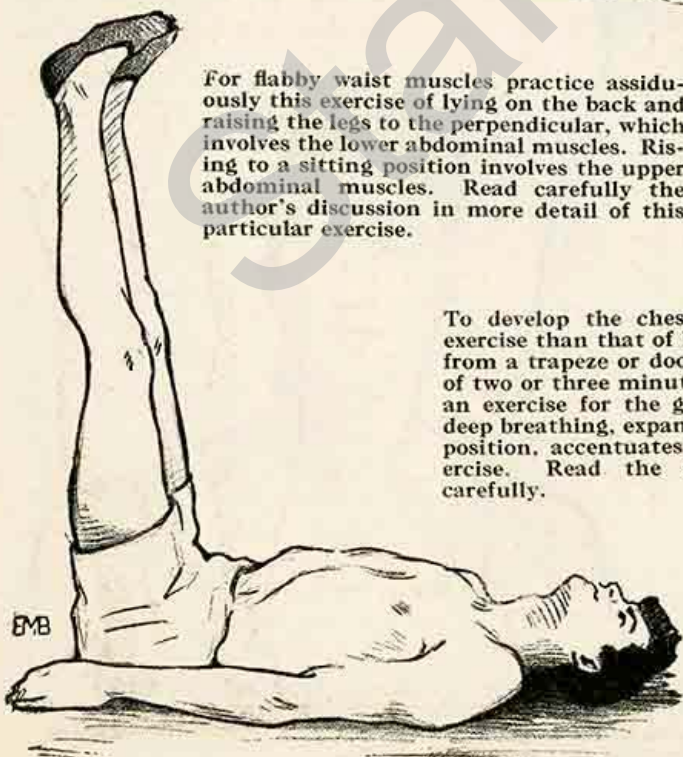 For flabby waist muscles practice assidu-
ously this exercise of lying on the back and
raising the legs to the perpendicular, which
involves the lower abdominal muscles. Ris-
ing to a sitting position involves the upper
abdominal muscles. Read carefully the
author's discussion in more detail of this
particular exercise.
To develop the ches
exercise than that of
from a trapeze or doo
of two or three minut
an exercise for the g
deep breathing, expan
position, accentuates
ercise. Read the
carefully.
EMB